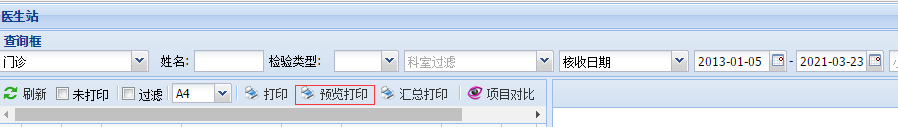 医生站
查询框
门诊 姓名: 检验类型: 科室过滤 核收日期 2013-01-05 - 2021-03-23
刷新 未打印 过滤 A4 打印 预览打印 汇总打印 项目对比